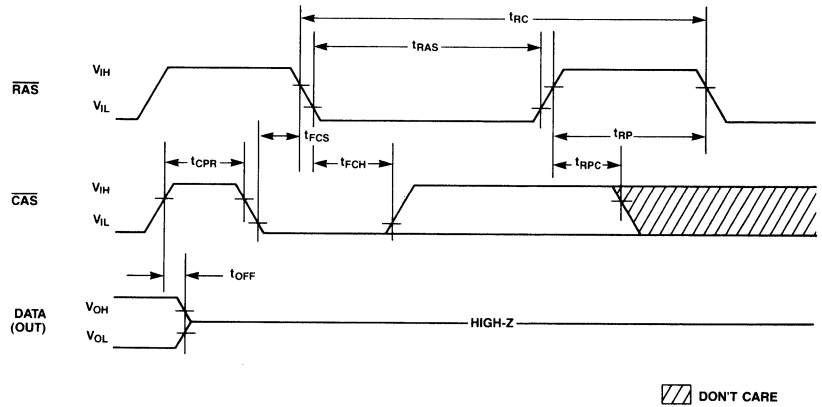 tRC
tRAS
RAS
VIH
VIL
tFCS
tRP
tCPR
tFCH
tRPC
CAS
VIH
VIL
tOFF
DATA
(OUT)
VOH
VOL
HIGH-Z
DON'T CARE